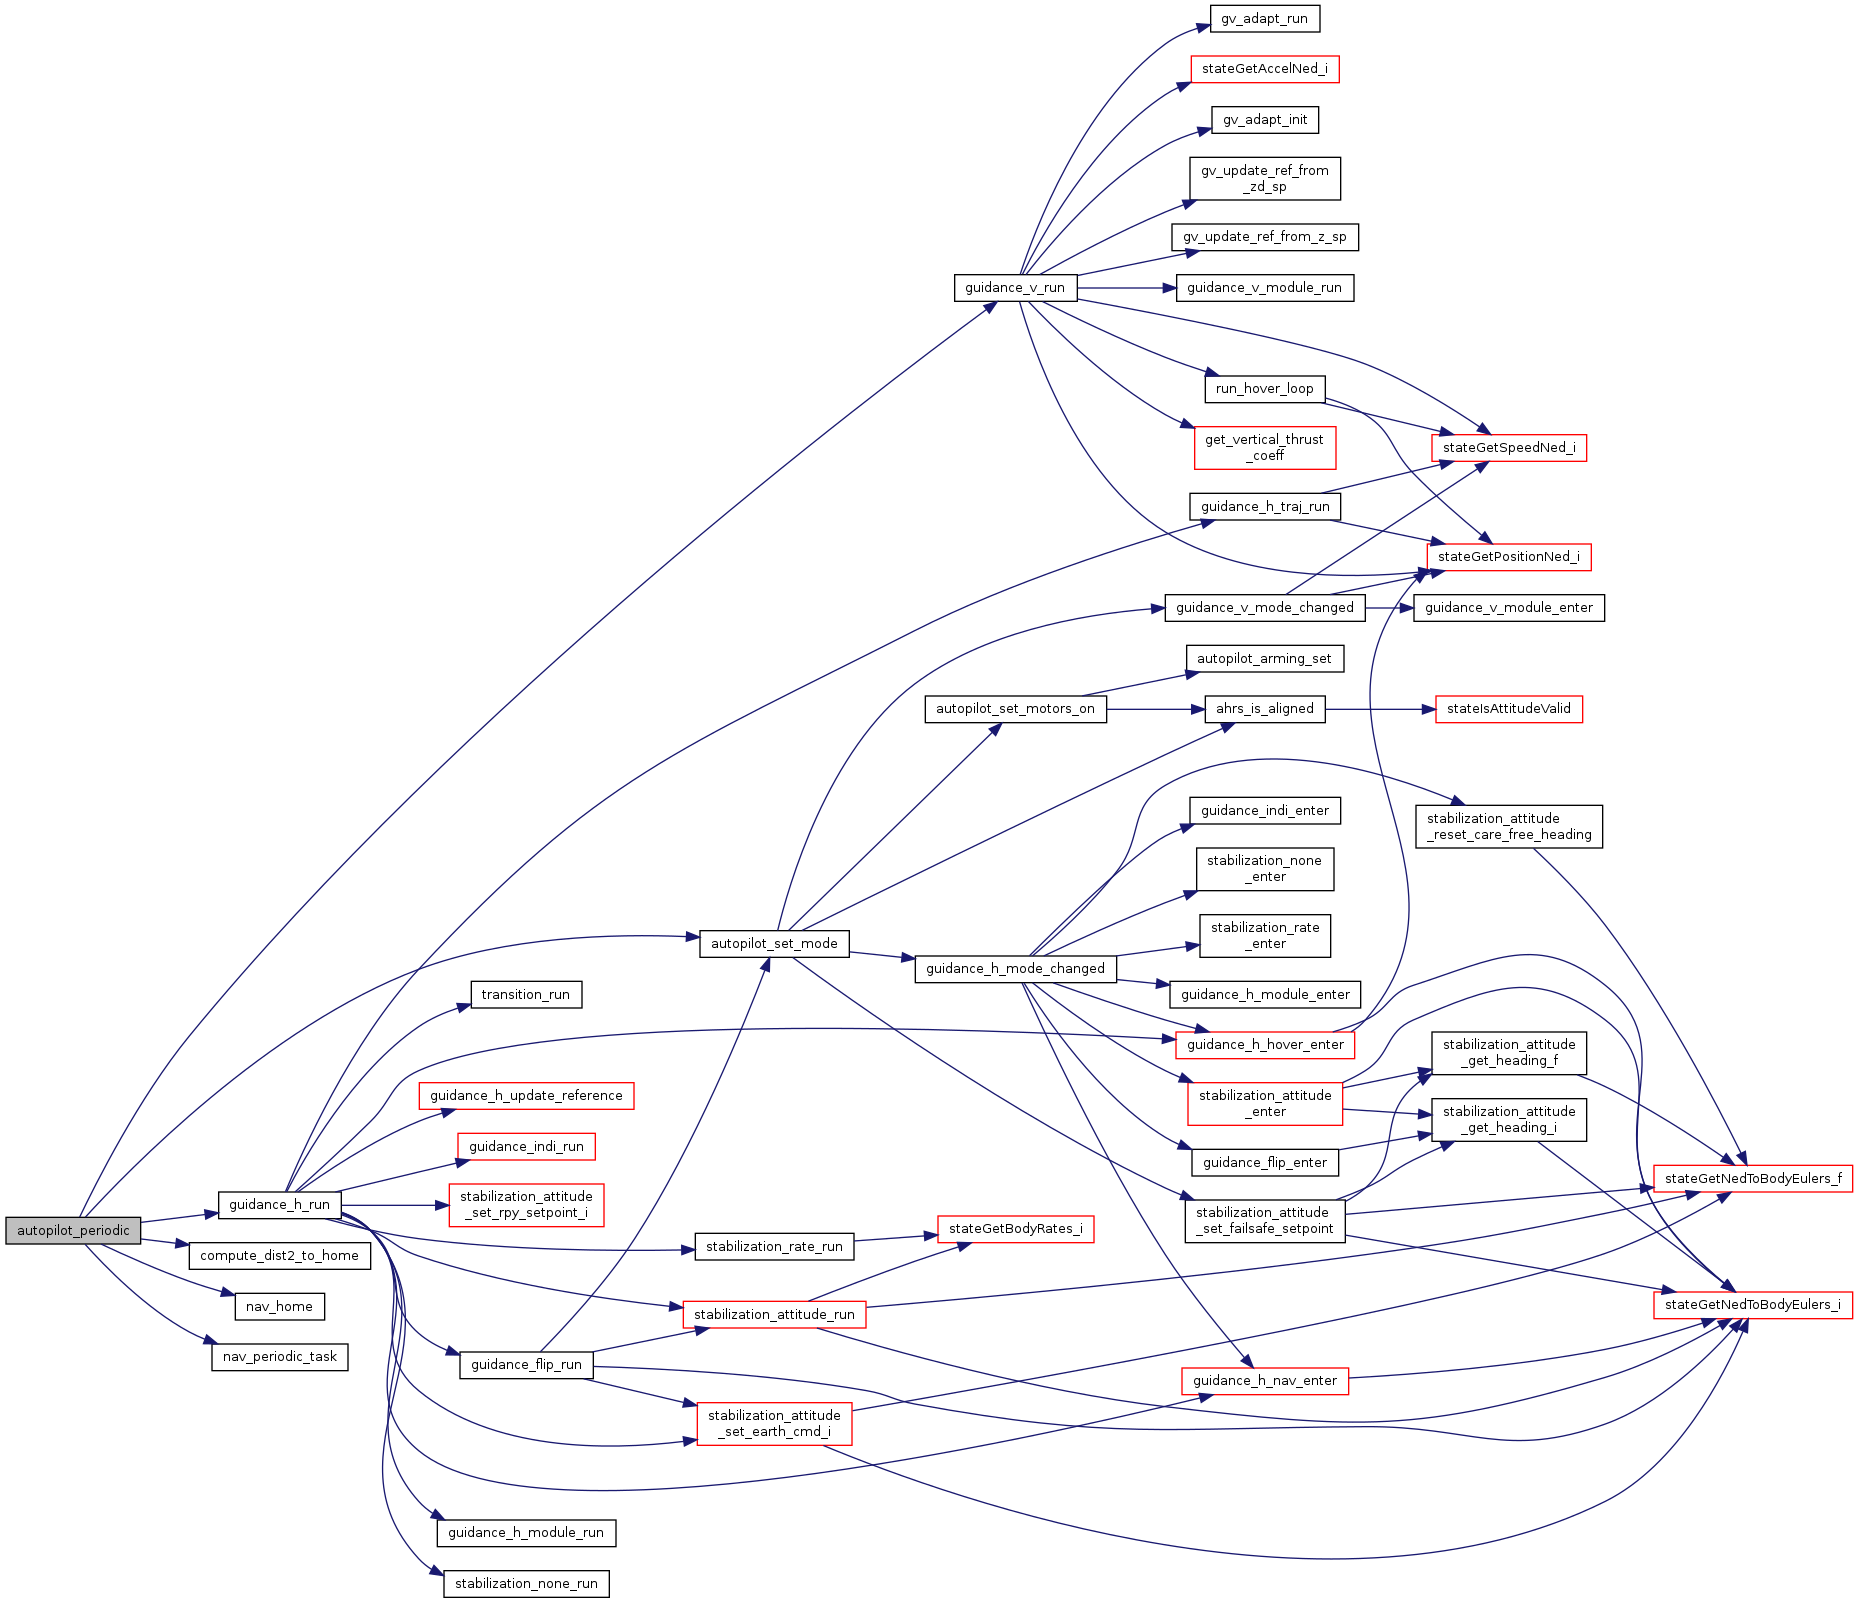 gv_adapt_run
stateGetAccelNed_i
gv_adapt_init
gv_update_ref_from
_zd_sp
gv_update_ref_from_z_sp
guidance_v_run
guidance_v_module_run
run_hover_loop
get_vertical_thrust
_coeff
stateGetSpeedNed_i
guidance_h_traj_run
stateGetPositionNed_i
guidance_v_mode_changed
guidance_v_module_enter
autopilot_arming_set
autopilot_set_motors_on
ahrs_is_aligned
stateIsAttitudeValid
guidance_indi_enter
stabilization_attitude
_reset_care_free_heading
stabilization_none
_enter
stabilization_rate
_enter
autopilot_set_mode
guidance_h_mode_changed
transition_run
guidance_h_module_enter
guidance_h_hover_enter
stabilization_attitude
_get_heading_f
guidance_h_update_reference
stabilization_attitude
_enter
stabilization_attitude
_get_heading_i
guidance_indi_run
guidance_flip_enter
stateGetNedToBodyEulers_f
guidance_h_run
stabilization_attitude
_set_rpy_setpoint_i
stabilization_attitude
_set_failsafe_setpoint
autopilot_periodic
stateGetBodyRates_i
compute_dist2_to_home
stabilization_rate_run
nav_home
stabilization_attitude_run
stateGetNedToBodyEulers_i
nav_periodic_task
guidance_flip_run
guidance_h_nav_enter
stabilization_attitude
_set_earth_cmd_i
guidance_h_module_run
stabilization_none_run